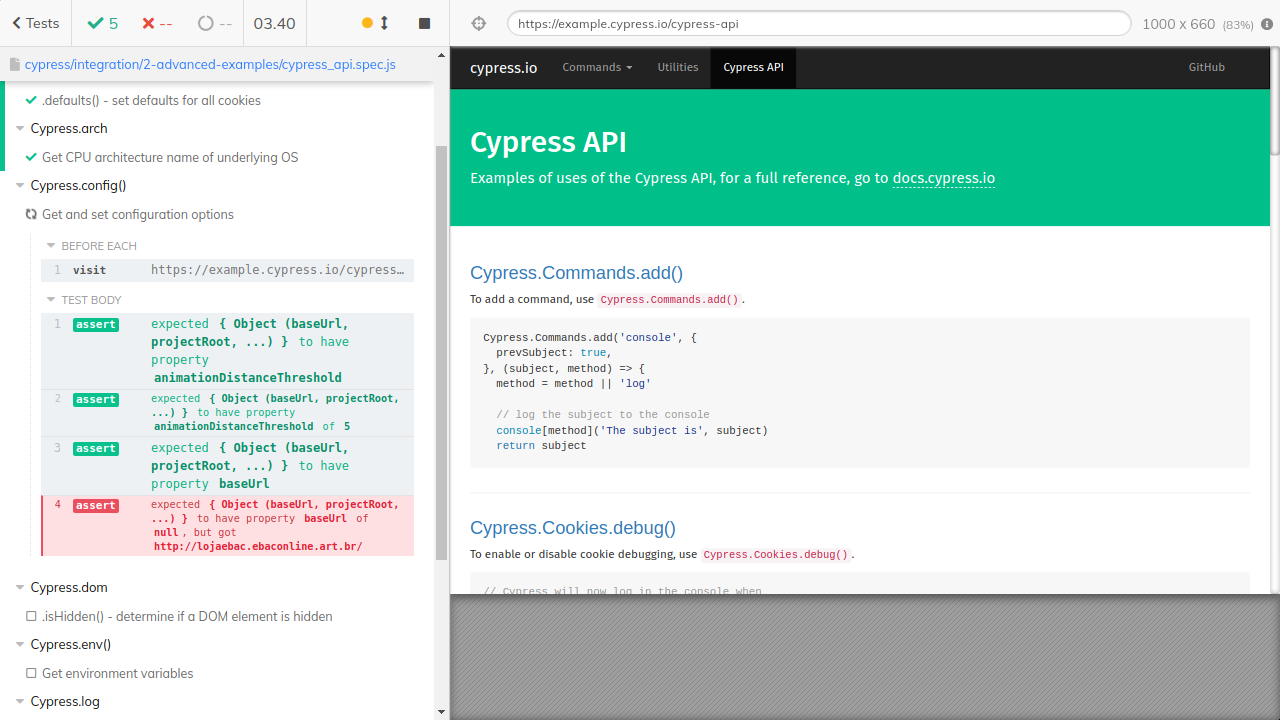 Tests
5
--
--
03.40
cypress/integration/2-advanced-examples/cypress_api.spec.js
.defaults() - set defaults for all cookies
Cypress.arch
Get CPU architecture name of underlying OS
Cypress.config()
Get and set configuration options
BEFORE EACH
1 visit https://example.cypress.io/cypress…
TEST BODY
1 assert expected { Object (baseUrl,
projectRoot, ...) } to have
property
animationDistanceThreshold
2 assert expected { Object (baseUrl, projectRoot,
...) } to have property
animationDistanceThreshold of 5
3 assert expected { Object (baseUrl,
projectRoot, ...) } to have
property baseUrl
4 assert expected { Object (baseUrl, projectRoot,
...) } to have property baseUrl of
null, but got
http://lojaebac.ebaconline.art.br/
Cypress.dom
.isHidden() - determine if a DOM element is hidden
Cypress.env()
Get environment variables
Cypress.log
https://example.cypress.io/cypress-api
1000 x 660 (83%)
cypress.io Commands Utilities Cypress API GitHub
Cypress API
Examples of uses of the Cypress API, for a full reference, go to docs.cypress.io
Cypress.Commands.add()
To add a command, use Cypress.Commands.add().
Cypress.Commands.add('console', {
prevSubject: true,
}, (subject, method) => {
method = method || 'log'
// log the subject to the console
console[method]('The subject is', subject)
return subject
Cypress.Cookies.debug()
To enable or disable cookie debugging, use Cypress.Cookies.debug().
// Cypress will now log in the console when